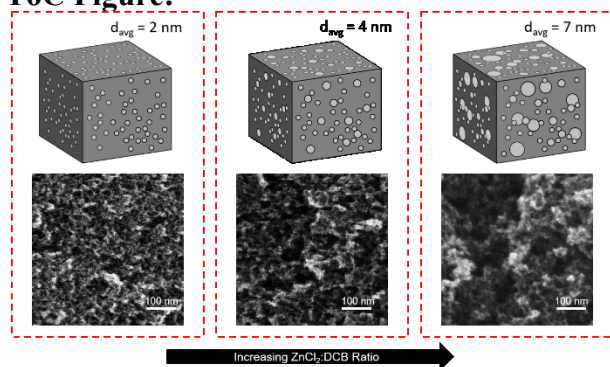 ToC Figure:
d_avg = 2 nm
d_avg = 4 nm
d_avg = 7 nm
100 nm
100 nm
100 nm
Increasing ZnCl₂:DCB Ratio